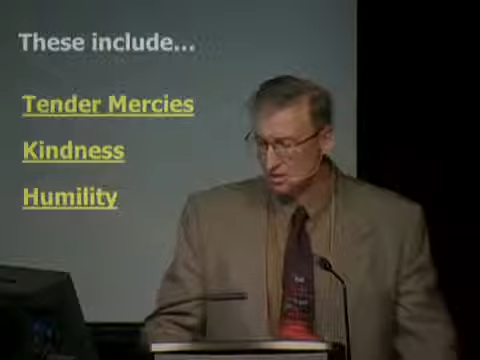 These include...
Tender Mercies
Kindness
Humility